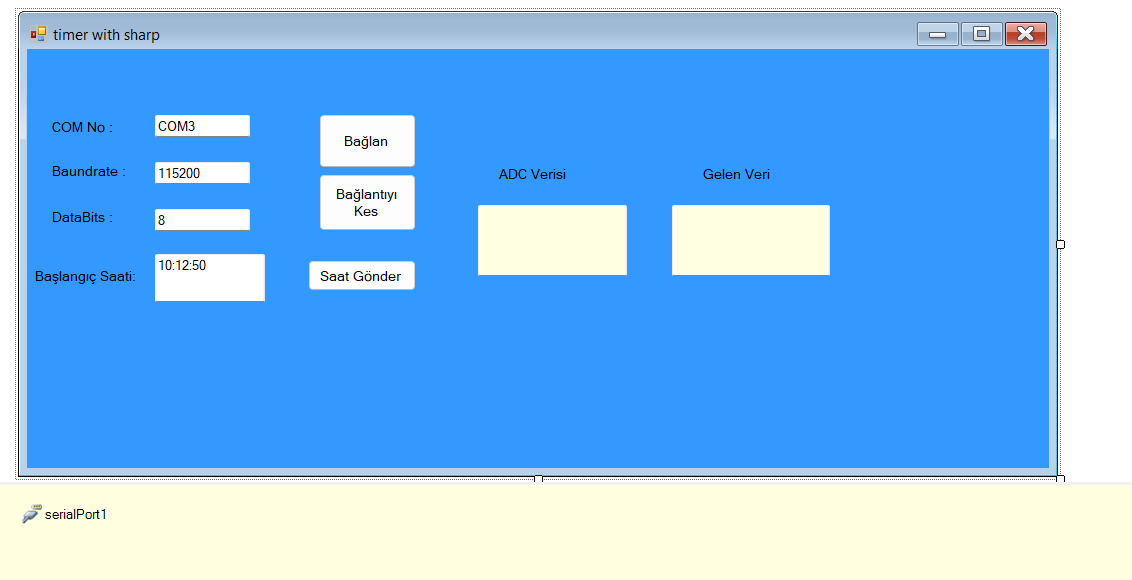 timer with sharp
COM No :
COM3
Bağlan
Baundrate :
115200
ADC Verisi
Gelen Veri
Bağlantıyı
Kes
DataBits :
8
Başlangıç Saati:
10:12:50
Saat Gönder
serialPort1